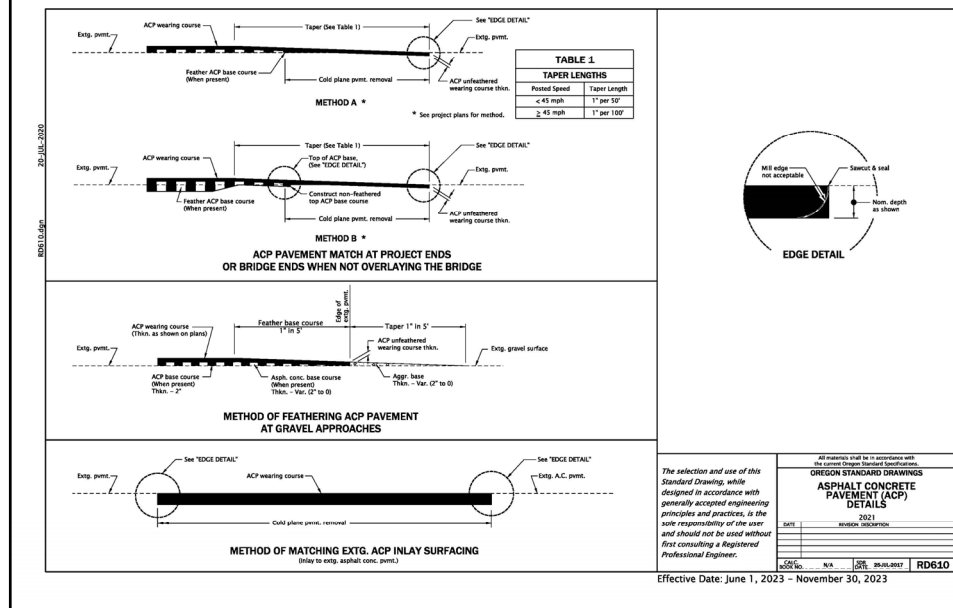 20-JUL-2020
RD610.dgn
Extg. pvmt.
ACP wearing course
Taper (See Table 1)
See "EDGE DETAIL"
Extg. pvmt.
Feather ACP base course
(When present)
Cold plane pvmt. removal
ACP unfeathered
wearing course thkn.
METHOD A *
* See project plans for method.
TABLE 1
TAPER LENGTHS
Posted Speed Taper Length
< 45 mph 1" per 50'
≥ 45 mph 1" per 100'
Extg. pvmt.
ACP wearing course
Taper (See Table 1)
Top of ACP base,
(See "EDGE DETAIL")
See "EDGE DETAIL"
Extg. pvmt.
Feather ACP base course
(When present)
Construct non-feathered
top ACP base course
Cold plane pvmt. removal
ACP unfeathered
wearing course thkn.
METHOD B *
ACP PAVEMENT MATCH AT PROJECT ENDS
OR BRIDGE ENDS WHEN NOT OVERLAYING THE BRIDGE
Mill edge
not acceptable
Sawcut & seal
Nom. depth
as shown
EDGE DETAIL
Extg. pvmt.
ACP wearing course
(Thkn. as shown on plans)
Feather base course
1" in 5'
Edge of
extg. pvmt.
Taper 1" in 5'
ACP unfeathered
wearing course thkn.
Extg. gravel surface
ACP base course
(When present)
Thkn. – 2"
Asph. conc. base course
(When present)
Thkn. – Var. (2" to 0)
Aggr. base
Thkn. – Var. (2" to 0)
METHOD OF FEATHERING ACP PAVEMENT
AT GRAVEL APPROACHES
Extg. pvmt.
See "EDGE DETAIL"
ACP wearing course
See "EDGE DETAIL"
Extg. A.C. pvmt.
Cold plane pvmt. removal
METHOD OF MATCHING EXTG. ACP INLAY SURFACING
(Inlay to extg. asphalt conc. pvmt.)
The selection and use of this
Standard Drawing, while
designed in accordance with
generally accepted engineering
principles and practices, is the
sole responsibility of the user
and should not be used without
first consulting a Registered
Professional Engineer.
All materials shall be in accordance with
the current Oregon Standard Specifications.
OREGON STANDARD DRAWINGS
ASPHALT CONCRETE
PAVEMENT (ACP)
DETAILS
2021
DATE REVISION DESCRIPTION
CALC. BOOK NO. N/A SDR DATE 25-JUL-2017 RD610
Effective Date: June 1, 2023 – November 30, 2023